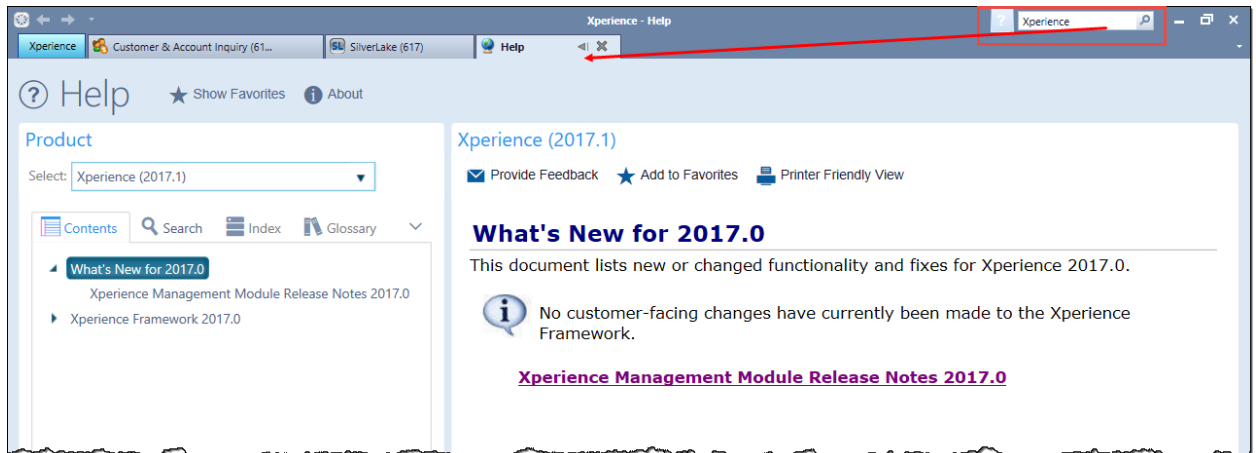 Xperience - Help
? Xperience
Xperience
Customer & Account Inquiry (61...
SL SilverLake (617)
Help
? Help
Show Favorites
i About
Product
Select: Xperience (2017.1)
Contents
Search
Index
Glossary
What's New for 2017.0
Xperience Management Module Release Notes 2017.0
Xperience Framework 2017.0
Xperience (2017.1)
Provide Feedback
Add to Favorites
Printer Friendly View
What's New for 2017.0
This document lists new or changed functionality and fixes for Xperience 2017.0.
i No customer-facing changes have currently been made to the Xperience
Framework.
Xperience Management Module Release Notes 2017.0